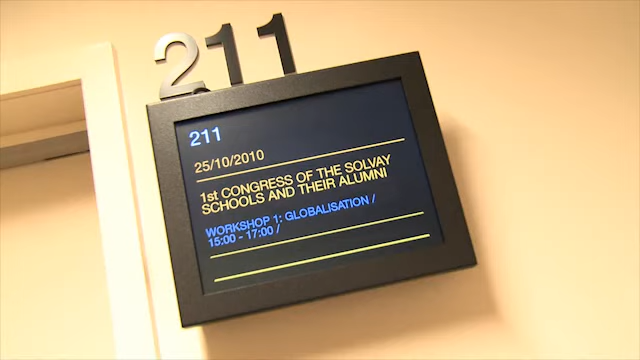 211
211
25/10/2010
1st CONGRESS OF THE SOLVAY
SCHOOLS AND THEIR ALUMNI
WORKSHOP 1: GLOBALISATION /
15:00 - 17:00 /